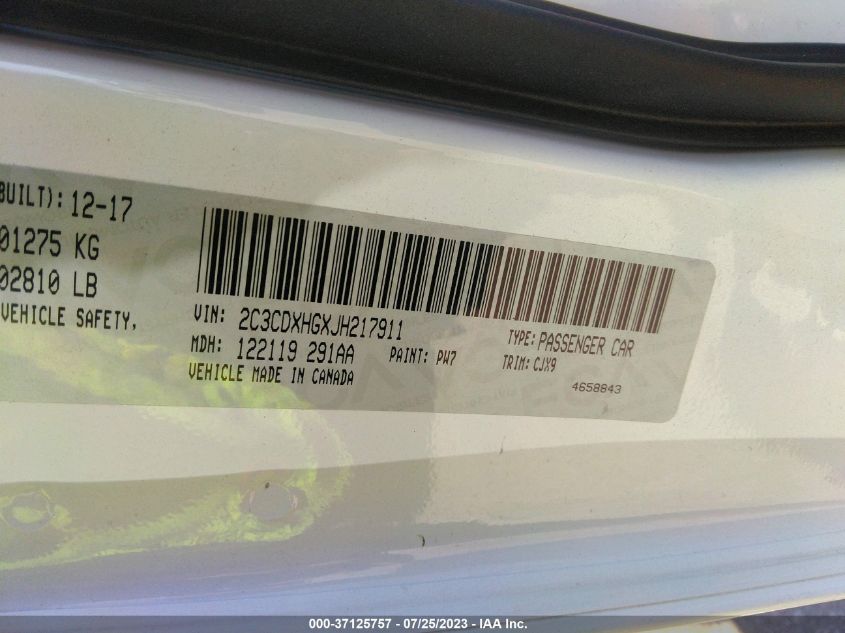 BUILT): 12-17
01275 KG
02810 LB
VEHICLE SAFETY,
VIN: 2C3CDXHGXJH217911
TYPE: PASSENGER CAR
MDH: 122119 291AA PAINT: PW7
TRIM: CJX9
VEHICLE MADE IN CANADA
4658843
000-37125757 - 07/25/2023 - IAA Inc.